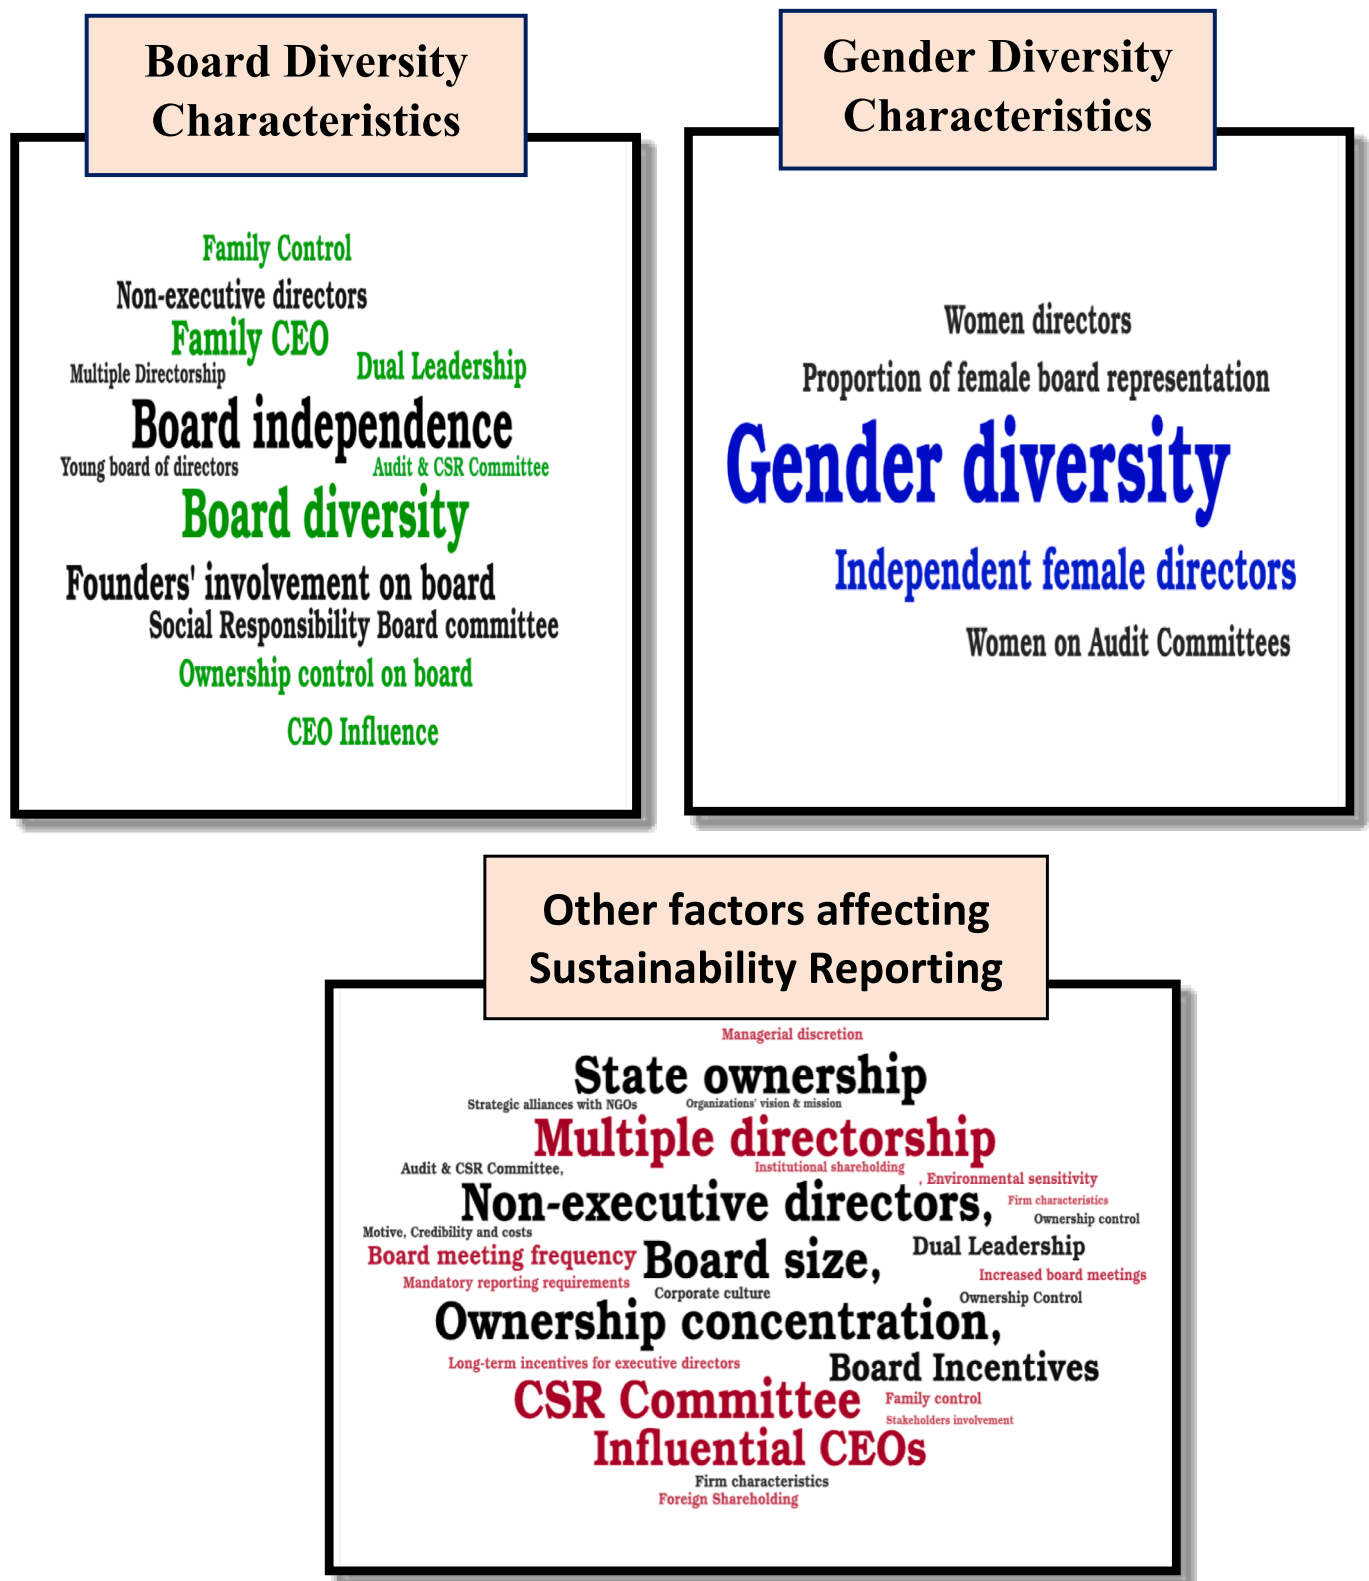 Board Diversity
Characteristics
Family Control
Non-executive directors
Family CEO
Dual Leadership
Multiple Directorship
Board independence
Young board of directors
Audit & CSR Committee
Board diversity
Founders' involvement on board
Social Responsibility Board committee
Ownership control on board
CEO Influence
Gender Diversity
Characteristics
Women directors
Proportion of female board representation
Gender diversity
Independent female directors
Women on Audit Committees
Other factors affecting
Sustainability Reporting
Managerial discretion
State ownership
Strategic alliances with NGOs
Organizations' vision & mission
Multiple directorship
Audit & CSR Committee,
Institutional shareholding
, Environmental sensitivity
Non-executive directors,
Firm characteristics
Ownership control
Motive, Credibility and costs
Board meeting frequency
Board size,
Dual Leadership
Mandatory reporting requirements
Increased board meetings
Corporate culture
Ownership Control
Ownership concentration,
Long-term incentives for executive directors
Board Incentives
CSR Committee
Family control
Stakeholders involvement
Influential CEOs
Firm characteristics
Foreign Shareholding